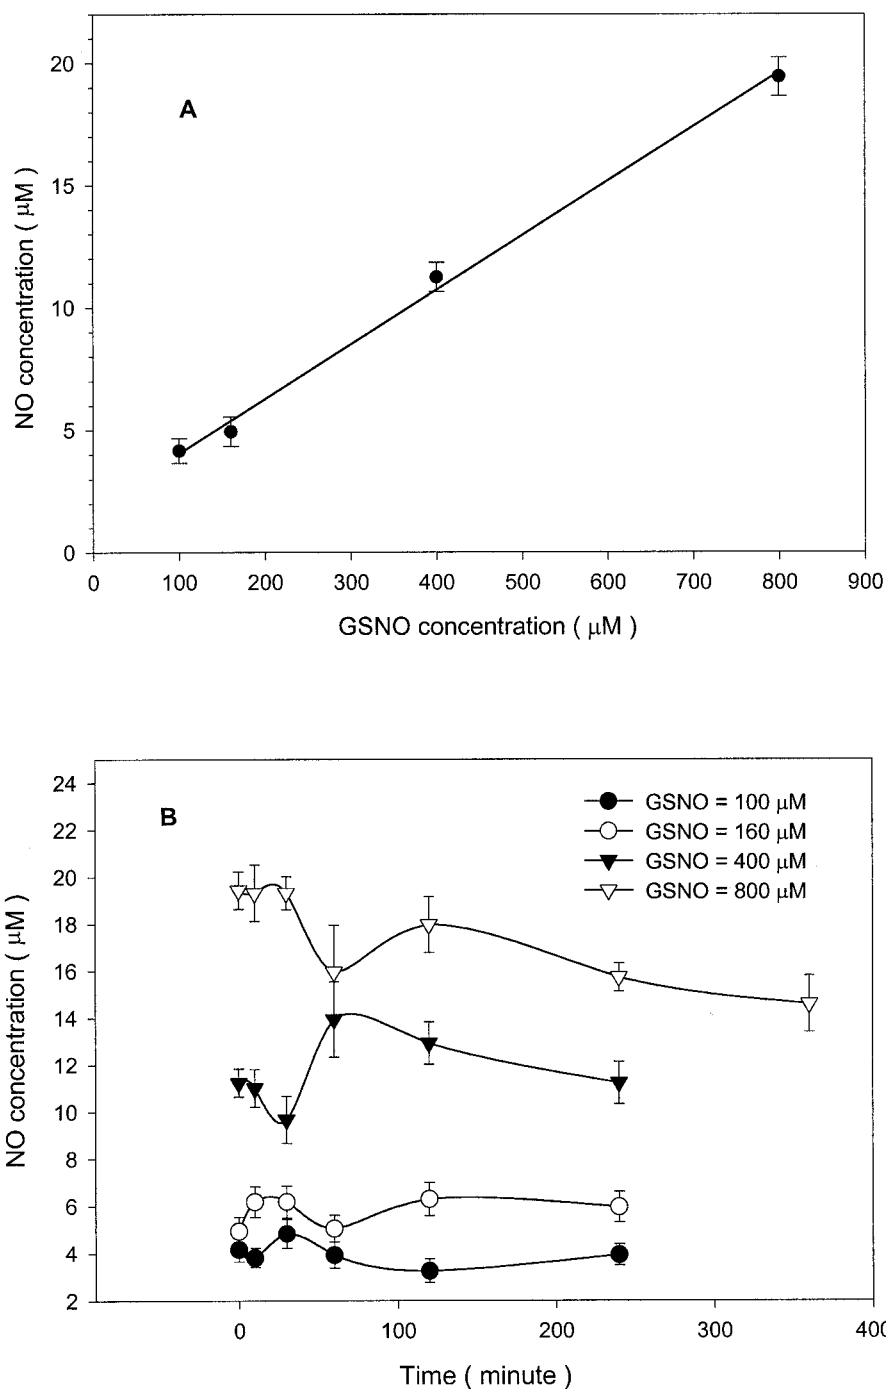 20
A
15
10
5
0
NO concentration ( μM )
0 100 200 300 400 500 600 700 800 900
GSNO concentration ( μM )
24
22
20
18
16
14
12
10
8
6
4
2
B
GSNO = 100 μM
GSNO = 160 μM
GSNO = 400 μM
GSNO = 800 μM
NO concentration ( μM )
0 100 200 300 400
Time ( minute )